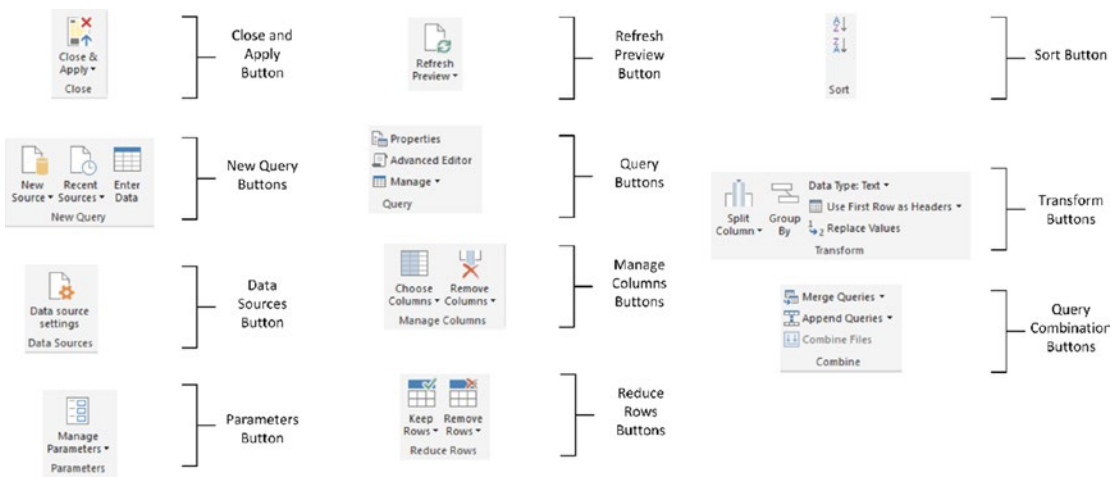 Close &
Apply
Close
Close and
Apply
Button
New
Source
Recent
Sources
Enter
Data
New Query
New Query
Buttons
Data source
settings
Data Sources
Data
Sources
Button
Manage
Parameters
Parameters
Parameters
Button
Refresh
Preview
Refresh
Preview
Button
Properties
Advanced Editor
Manage
Query
Query
Buttons
Choose
Columns
Remove
Columns
Manage Columns
Manage
Columns
Buttons
Keep
Rows
Remove
Rows
Reduce Rows
Reduce
Rows
Buttons
A
Z
Z
A
Sort
Sort Button
Split
Column
Group
By
Data Type: Text
Use First Row as Headers
1
2
Replace Values
Transform
Transform
Buttons
Merge Queries
Append Queries
Combine Files
Combine
Query
Combination
Buttons